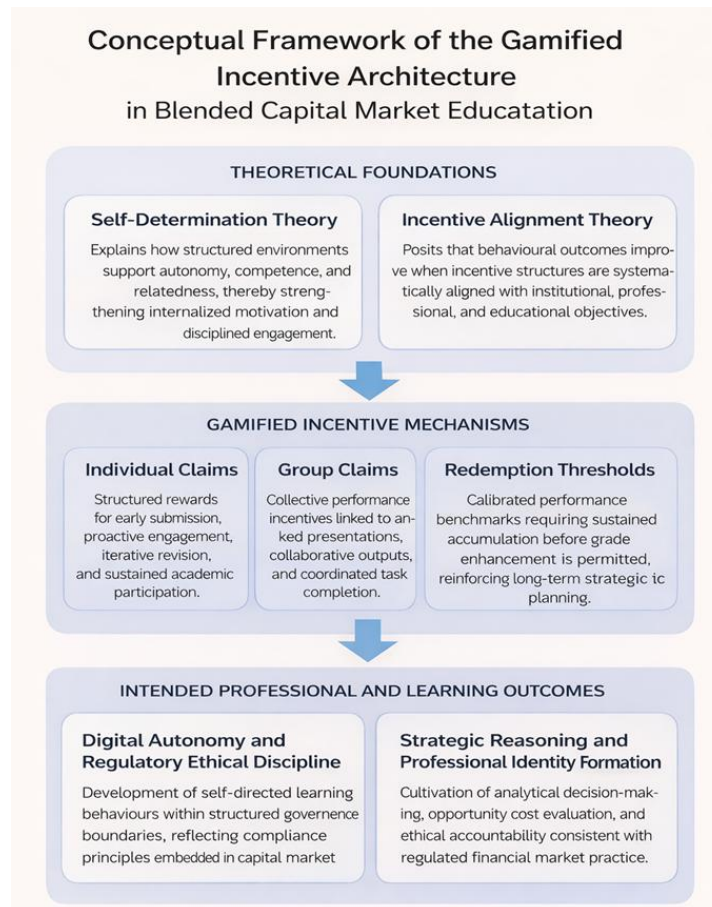 Conceptual Framework of the Gamified
Incentive Architecture
in Blended Capital Market Educatation
THEORETICAL FOUNDATIONS
Self-Determination Theory
Explains how structured environments
support autonomy, competence, and
relatedness, thereby streng-
thening internalized motivation and
disciplined engagement.
Incentive Alignment Theory
Posits that behavioural outcomes impro-
ve when incentive structures are systema-
tically aligned with institutional, profes-
sional, and educational objectives.
GAMIFIED INCENTIVE MECHANISMS
Individual Claims
Structured rewards
for early submission,
proactive engagement,
iterative revision,
and sustained academic
participation.
Group Claims
Collective performance
incentives linked to an-
ked presentations,
collaborative outputs,
and coordinated task
completion.
Redemption Thresholds
Calibrated performance
benchmarks requiring sustained
accumulation before grade
enhancement is permitted,
reinforcing long-term strategic ic
planning.
INTENDED PROFESSIONAL AND LEARNING OUTCOMES
Digital Autonomy and
Regulatory Ethical Discipline
Development of self-directed learning
behaviours within structured governence
boundaries, reflecting compliance
principles embedded in capital market
Strategic Reasoning and
Professional Identity Formation
Cultivation of analytical decision-mak-
ing, opportunity cost evaluation, and
ethical accountability consistent with
regulated financial market practice.